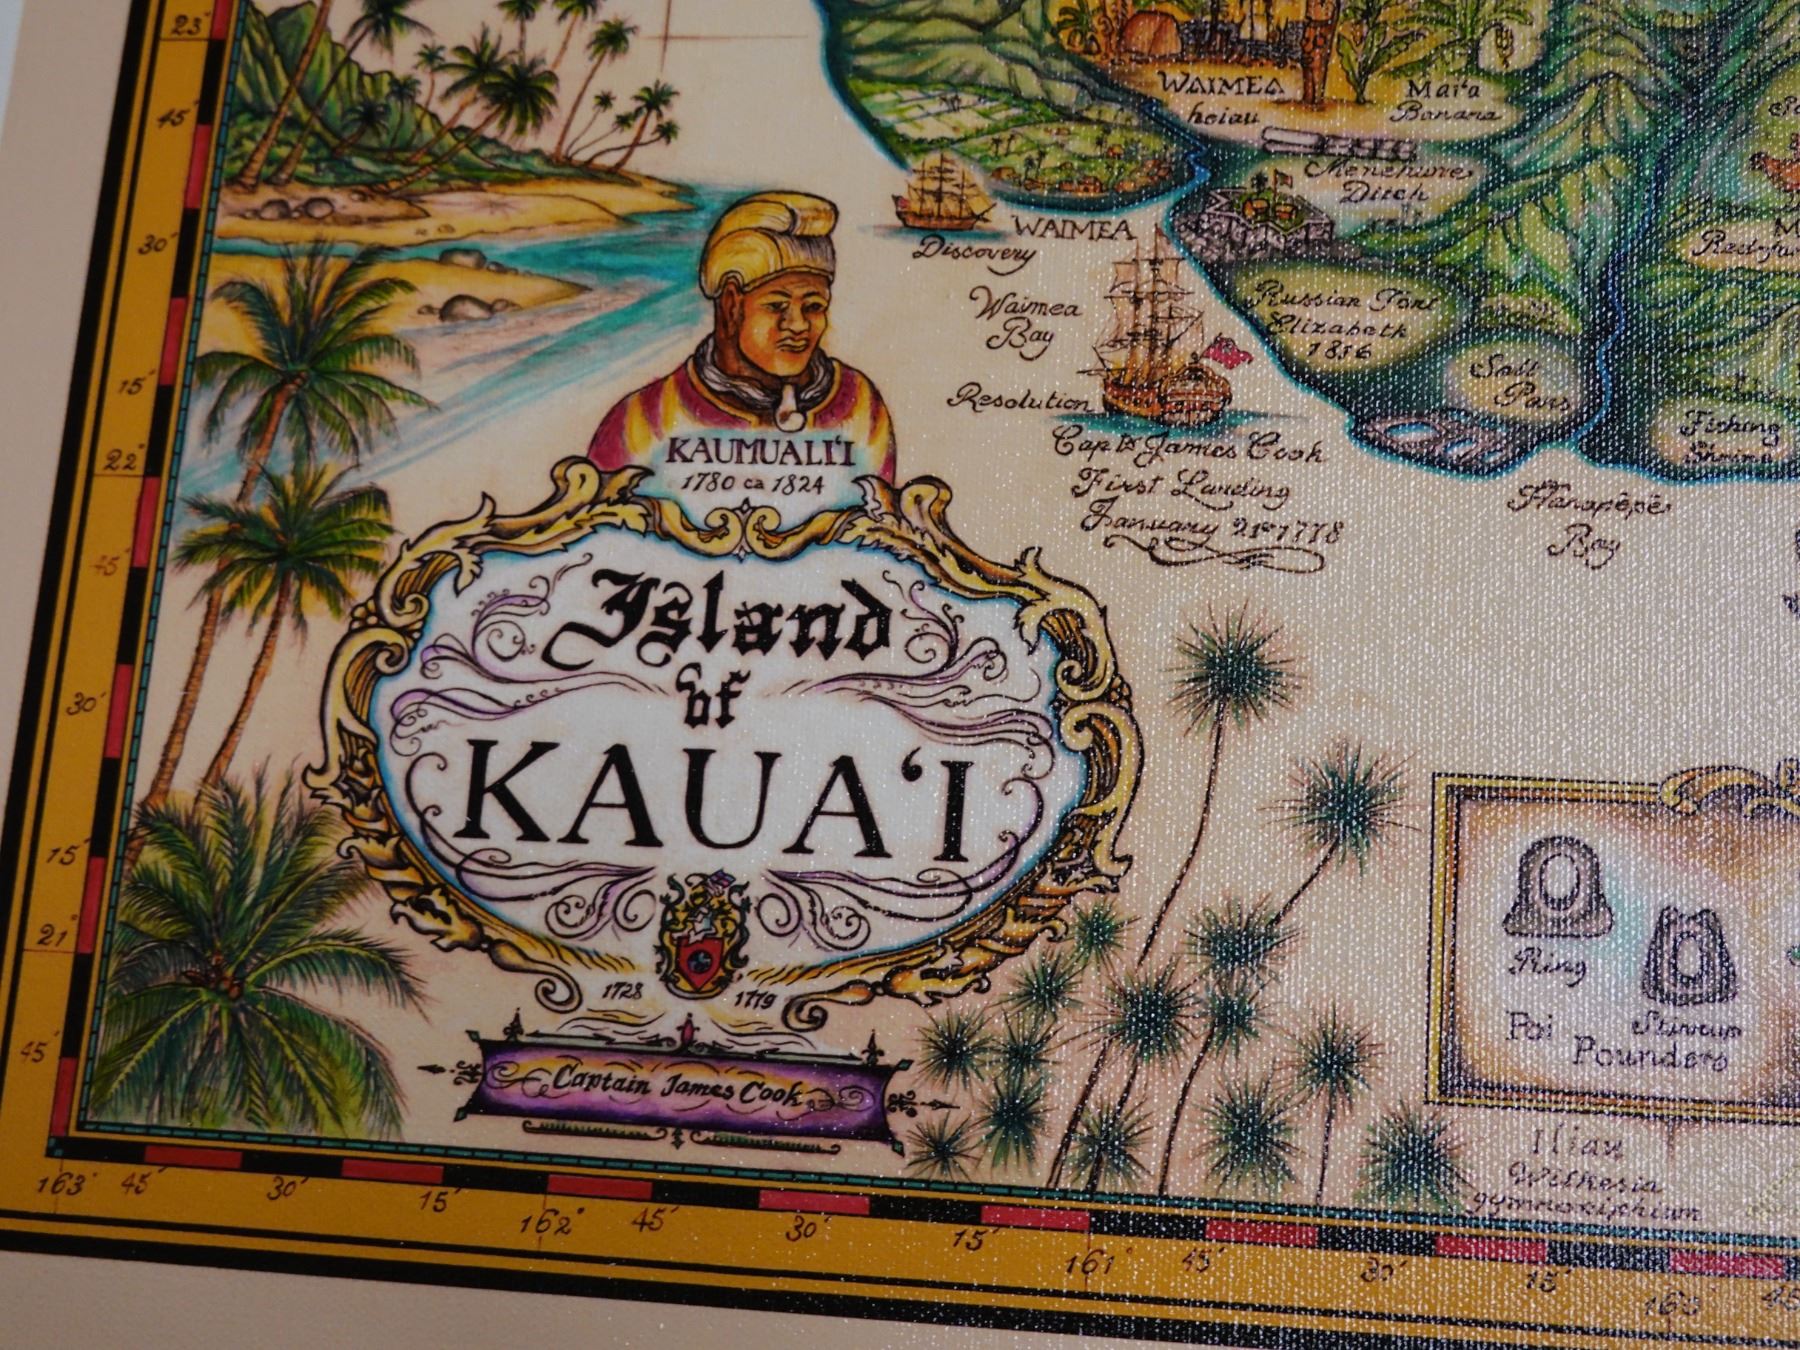 23°
45'
30'
15'
22°
45'
30'
15'
21°
45'
163°
45'
30'
15'
162°
45'
30'
15'
161°
45'
30'
15'
160°
45'
WAIMEA
heiau
Mai'a
Banana
Menehune
Ditch
WAIMEA
Discovery
Waimea
Bay
Resolution
Russian Fort
Elizabeth
1816
Salt
Pans
Fishing
Shrine
Capt. James Cook
First Landing
January 21st 1778
Hanapēpē
Bay
KAUMUALI'I
1780 ca 1824
Island
of
KAUA'I
1728
1779
Captain James Cook
Ring
Stirrup
Poi Pounders
Iliau
Wilkesia
gymnoxiphium